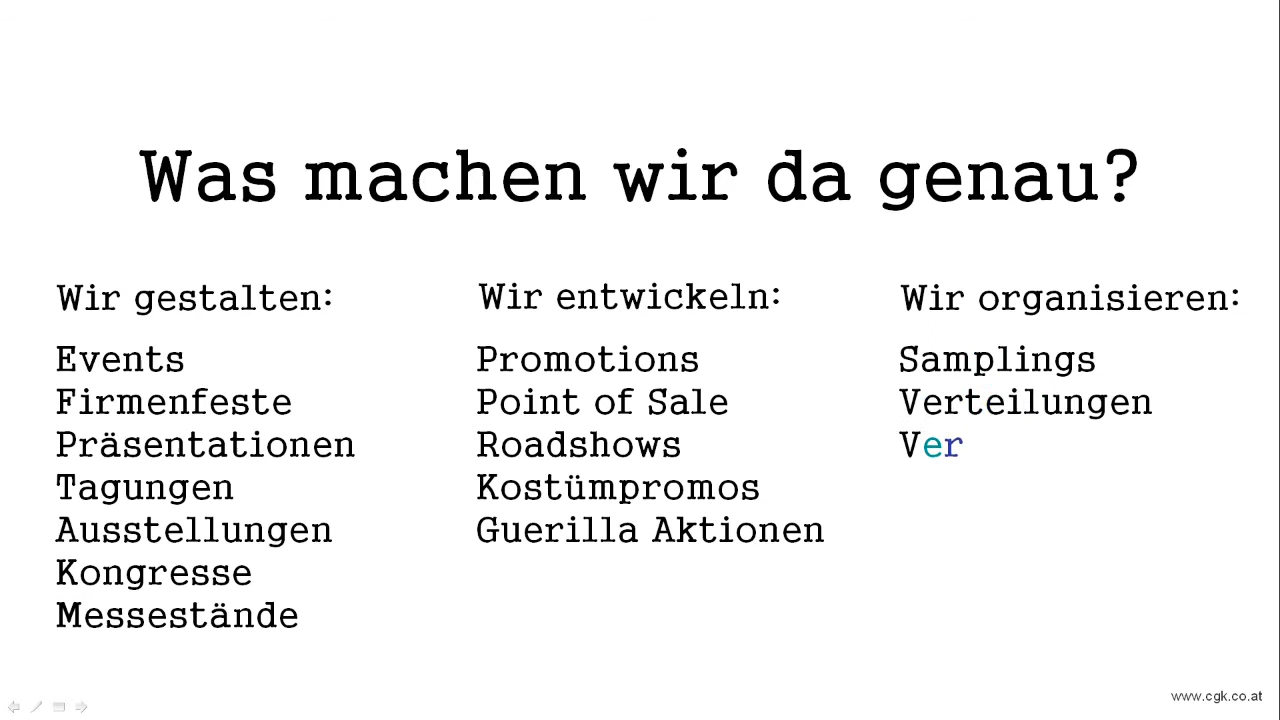 Was machen wir da genau?
Wir gestalten:
Events
Firmenfeste
Präsentationen
Tagungen
Ausstellungen
Kongresse
Messestände
Wir entwickeln:
Promotions
Point of Sale
Roadshows
Kostümpromos
Guerilla Aktionen
Wir organisieren:
Samplings
Verteilungen
Ver
www.cgk.co.at